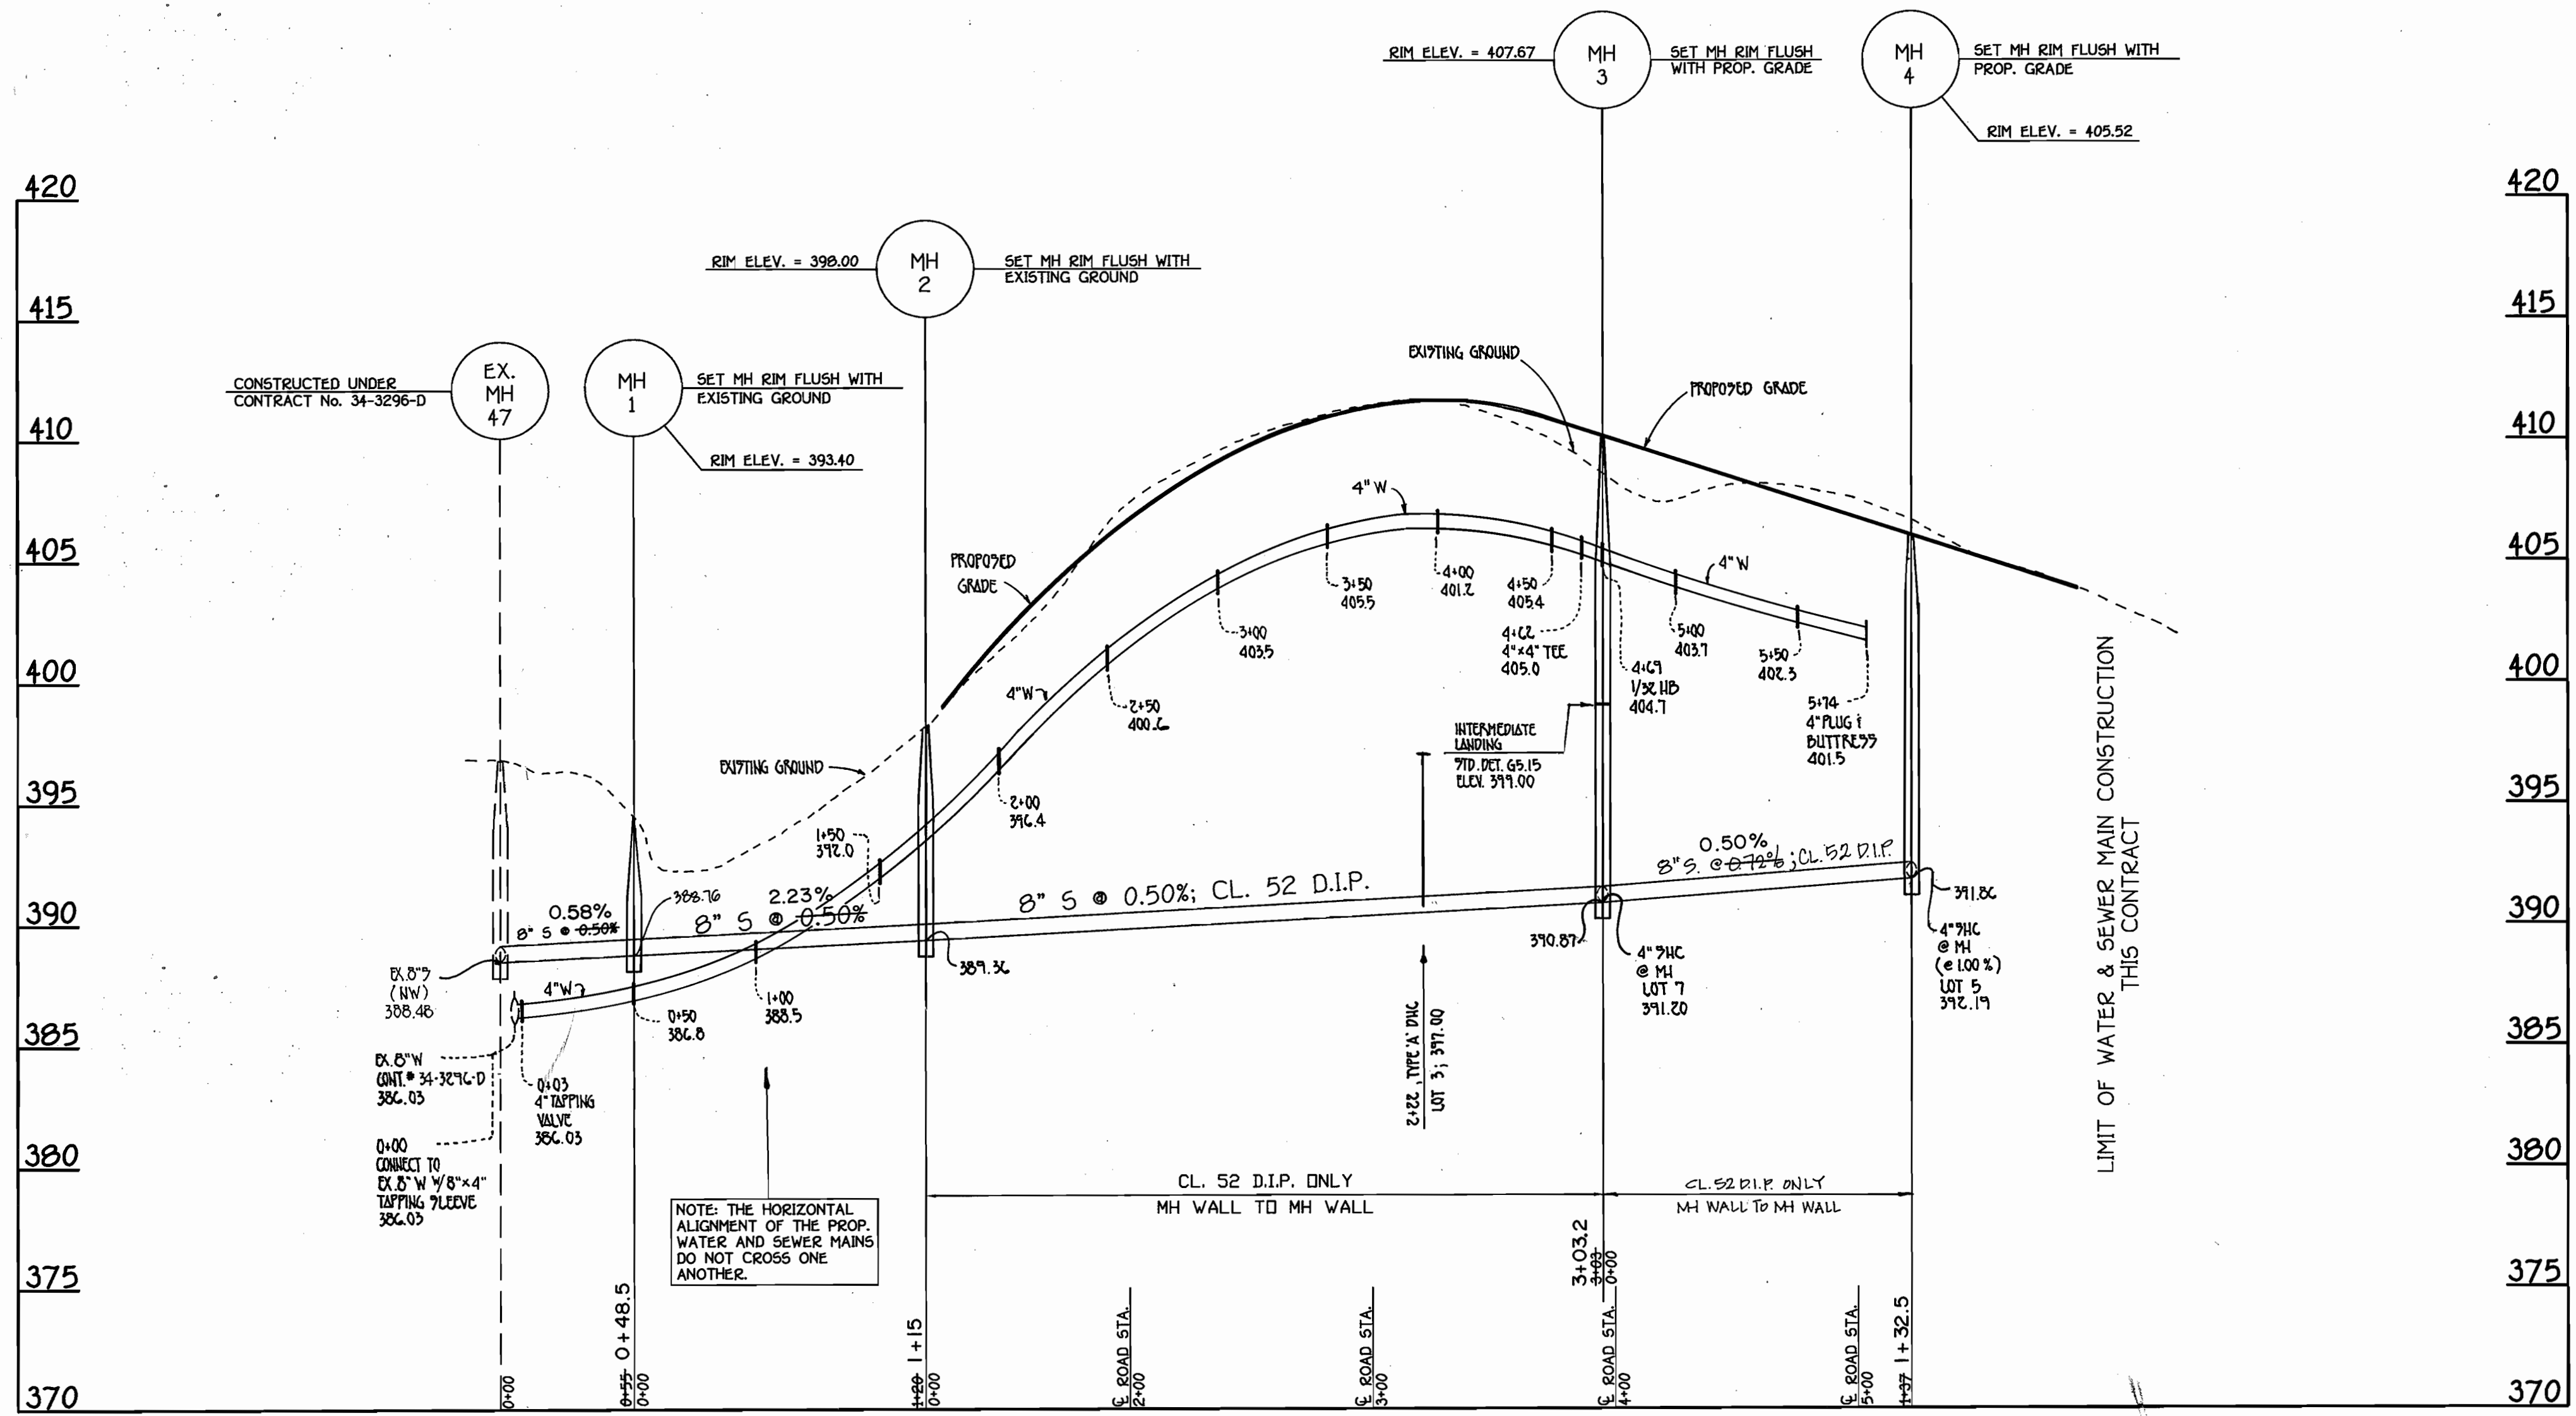 RIM ELEV. = 407.67
MH
3
SET MH RIM FLUSH
WITH PROP. GRADE
MH
4
SET MH RIM FLUSH WITH
PROP. GRADE
RIM ELEV. = 405.52
420
415
410
405
400
395
390
385
380
375
370
420
415
410
405
400
395
390
385
380
375
370
RIM ELEV. = 398.00
MH
2
SET MH RIM FLUSH WITH
EXISTING GROUND
CONSTRUCTED UNDER
CONTRACT No. 34-3296-D
EX.
MH
47
MH
1
SET MH RIM FLUSH WITH
EXISTING GROUND
RIM ELEV. = 393.40
EXISTING GROUND
PROPOSED GRADE
PROPOSED
GRADE
EXISTING GROUND
4"W
4"W
4"W
4"W
0.58%
8" S @ 0.50%
388.76
2.23%
8" S @ 0.50%
8" S @ 0.50%; CL. 52 D.I.P.
0.50%
8" S. @ 0.72% ; CL. 52 D.I.P.
EX.8"S
(NW)
388.48
EX.8"W
CONT.# 34-3296-D
386.03
0+00
CONNECT TO
EX.8"W W/8"×4"
TAPPING SLEEVE
386.03
0+03
4" TAPPING
VALVE
386.03
0+50
386.8
1+00
388.5
1+50
392.0
2+00
396.4
2+50
400.6
3+00
403.5
3+50
405.5
4+00
401.2
4+50
405.4
4+62
4"×4" TEE
405.0
4+69
1/32 HB
404.7
5+00
403.7
5+50
402.3
5+74
4" PLUG &
BUTTRESS
401.5
INTERMEDIATE
LANDING
STD. DET. G5.15
ELEV. 399.00
389.36
390.87
4" SHC
@ MH
LOT 7
391.20
391.86
4" SHC
@ MH
(@ 1.00 %)
LOT 5
392.19
2+22, TYPE 'A' DHC
LOT 3; 397.00
NOTE: THE HORIZONTAL
ALIGNMENT OF THE PROP.
WATER AND SEWER MAINS
DO NOT CROSS ONE
ANOTHER.
CL. 52 D.I.P. ONLY
MH WALL TO MH WALL
CL. 52 D.I.P. ONLY
MH WALL TO MH WALL
LIMIT OF WATER & SEWER MAIN CONSTRUCTION
THIS CONTRACT
0+00
0+55 0+48.5
0+00
1+20 1+15
0+00
℄ ROAD STA.
2+00
℄ ROAD STA.
3+00
3+03.2
3+03
0+00
℄ ROAD STA.
4+00
℄ ROAD STA.
5+00
1+37 1+32.5